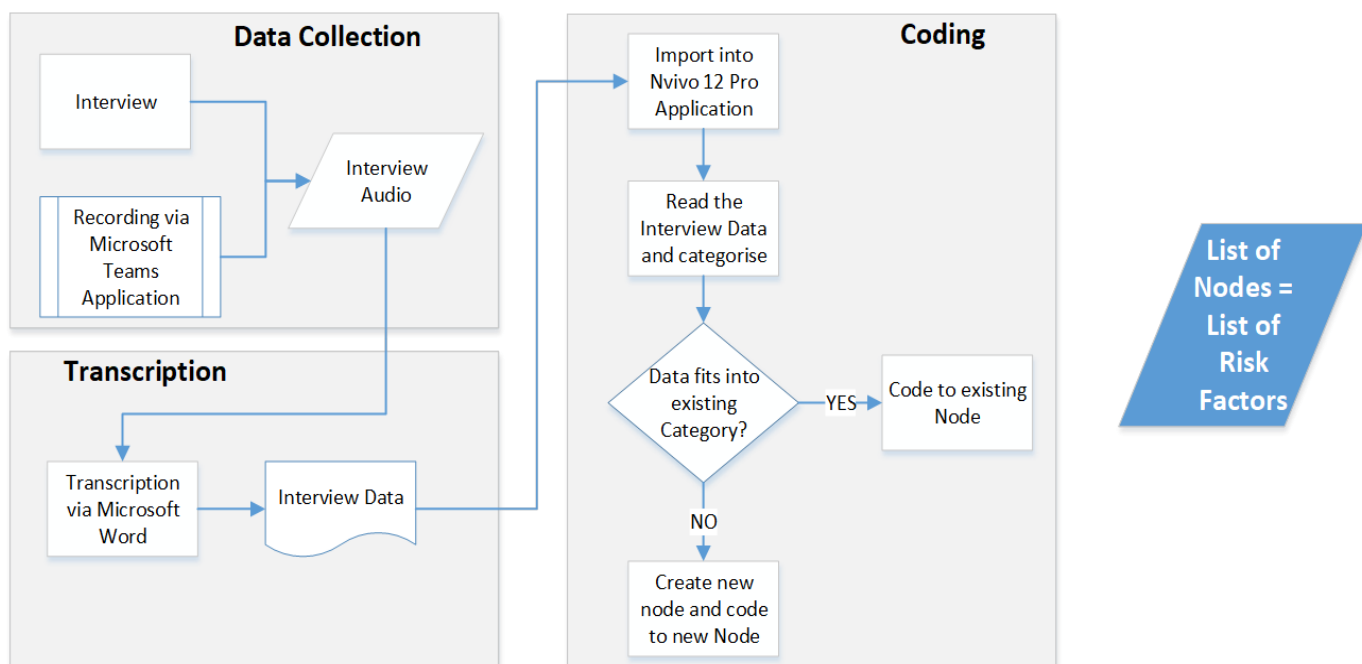 Data Collection
Interview
Recording via
Microsoft
Teams
Application
Interview
Audio
Transcription
Transcription
via Microsoft
Word
Interview Data
Coding
Import into
Nvivo 12 Pro
Application
Read the
Interview Data
and categorise
Data fits into
existing
Category?
YES
Code to existing
Node
NO
Create new
node and code
to new Node
List of
Nodes =
List of
Risk
Factors